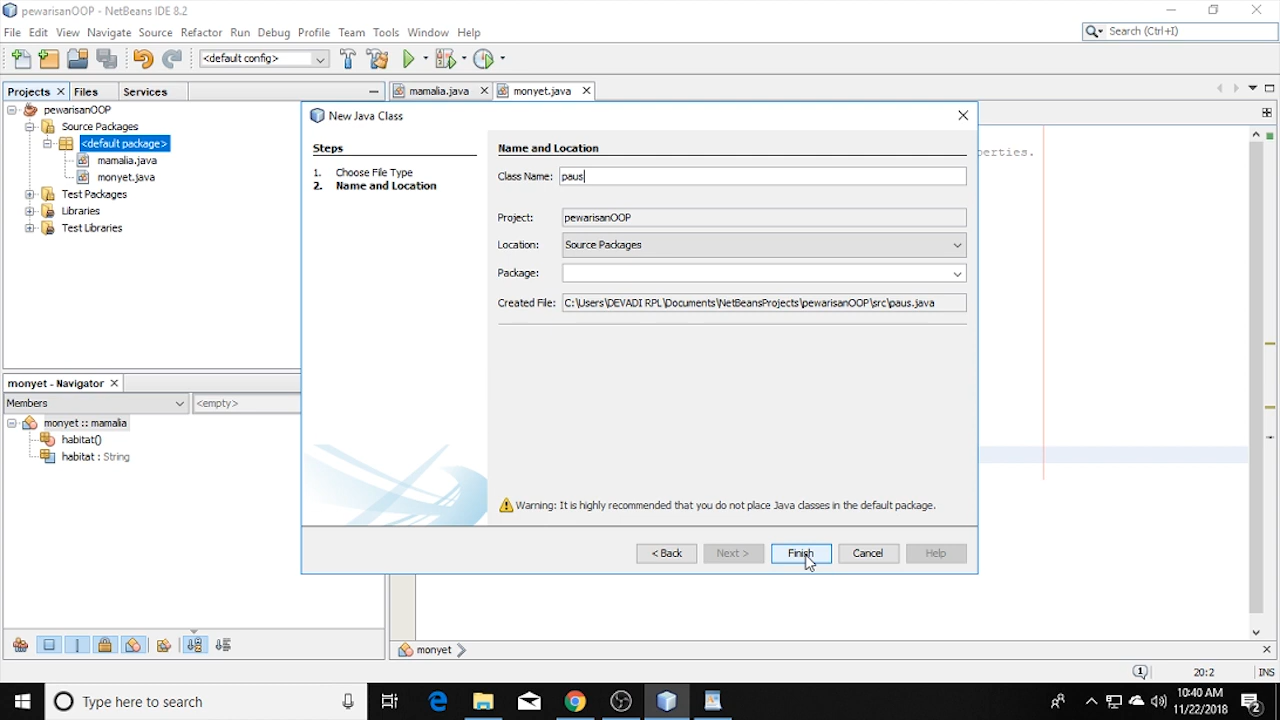 pewarisanOOP - NetBeans IDE 8.2
File Edit View Navigate Source Refactor Run Debug Profile Team Tools Window Help
Search (Ctrl+I)
<default config>
Projects Files Services
mamalia.java monyet.java
pewarisanOOP
Source Packages
<default package>
mamalia.java
monyet.java
Test Packages
Libraries
Test Libraries
perties.
New Java Class
Steps
1. Choose File Type
2. Name and Location
Name and Location
Class Name: paus
Project: pewarisanOOP
Location: Source Packages
Package:
Created File: C:\Users\DEVADI RPL\Documents\NetBeansProjects\pewarisanOOP\src\paus.java
Warning: It is highly recommended that you do not place Java classes in the default package.
< Back Next > Finish Cancel Help
monyet - Navigator
Members <empty>
monyet :: mamalia
habitat()
habitat : String
monyet
1 20:2 INS
Type here to search
10:40 AM
11/22/2018
2